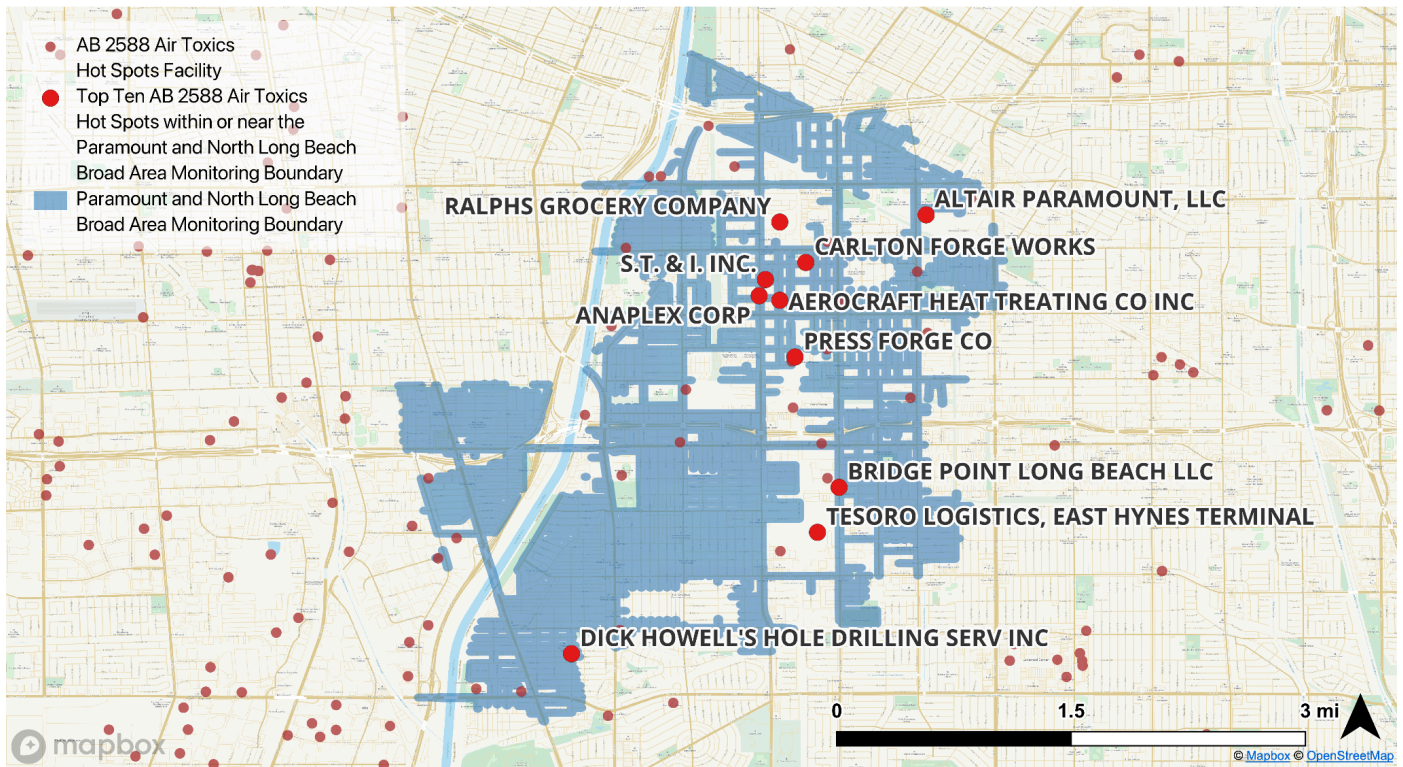 AB 2588 Air Toxics
Hot Spots Facility
Top Ten AB 2588 Air Toxics
Hot Spots within or near the
Paramount and North Long Beach
Broad Area Monitoring Boundary
Paramount and North Long Beach
Broad Area Monitoring Boundary
RALPHS GROCERY COMPANY
ALTAIR PARAMOUNT, LLC
CARLTON FORGE WORKS
S.T. & I. INC.
AEROCRAFT HEAT TREATING CO INC
ANAPLEX CORP
PRESS FORGE CO
BRIDGE POINT LONG BEACH LLC
TESORO LOGISTICS, EAST HYNES TERMINAL
DICK HOWELL'S HOLE DRILLING SERV INC
0 1.5 3 mi
mapbox
© Mapbox © OpenStreetMap